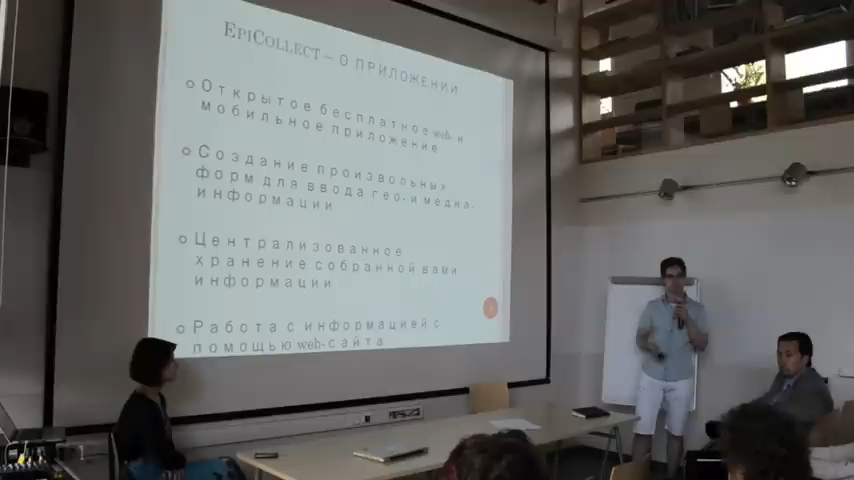 EPICOLLECT – О ПРИЛОЖЕНИИ
Открытое бесплатное web- и
мобильное приложение
Создание произвольных
форм для ввода гео- и медиа-
информации
Централизованное
хранение собранной вами
информации
Работа с информацией с
помощью web-сайта